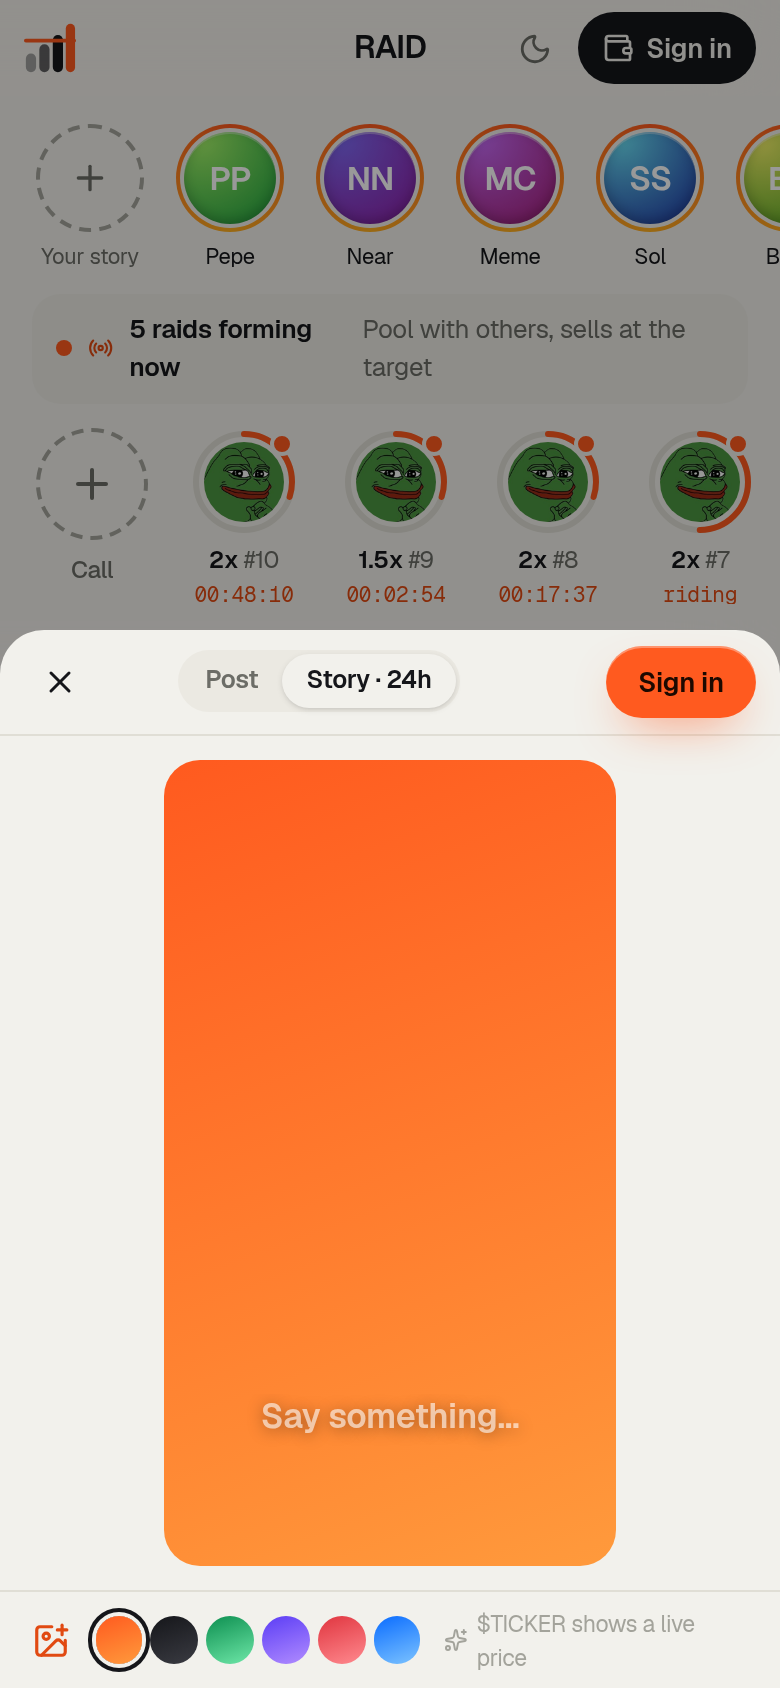 RAID
Sign in
PP
NN
MC
SS
Your story
Pepe
Near
Meme
Sol
5 raids forming
now
Pool with others, sells at the
target
Call
2x #10
1.5x #9
2x #8
2x #7
00:48:10
00:02:54
00:17:37
riding
Post
Story · 24h
Sign in
Say something...
$TICKER shows a live
price